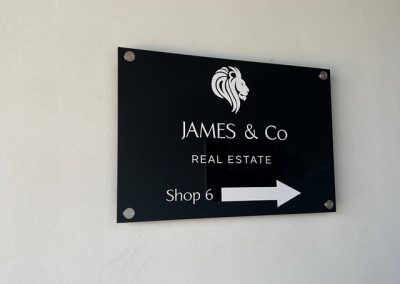 JAMES & Co
REAL ESTATE
Shop 6